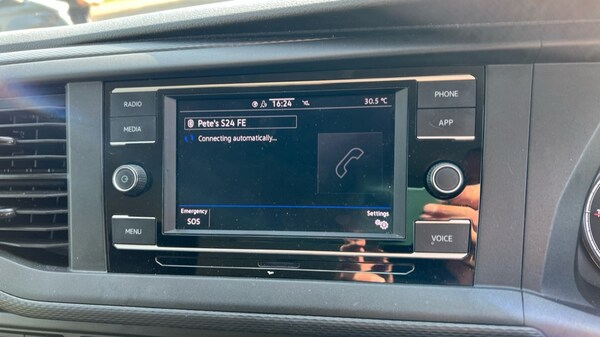 RADIO
MEDIA
MENU
16:24
30.5 °C
Pete's S24 FE
Connecting automatically...
Emergency
SOS
Settings
PHONE
APP
VOICE